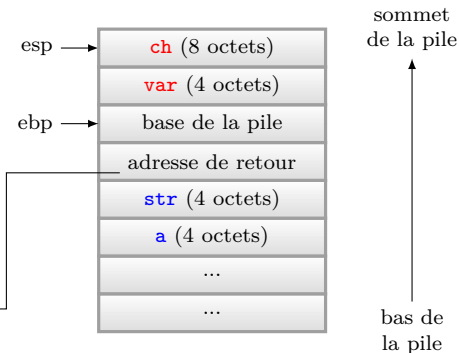 sommet
de la pile
esp
ch (8 octets)
var (4 octets)
ebp
base de la pile
adresse de retour
str (4 octets)
a (4 octets)
...
...
bas de
la pile